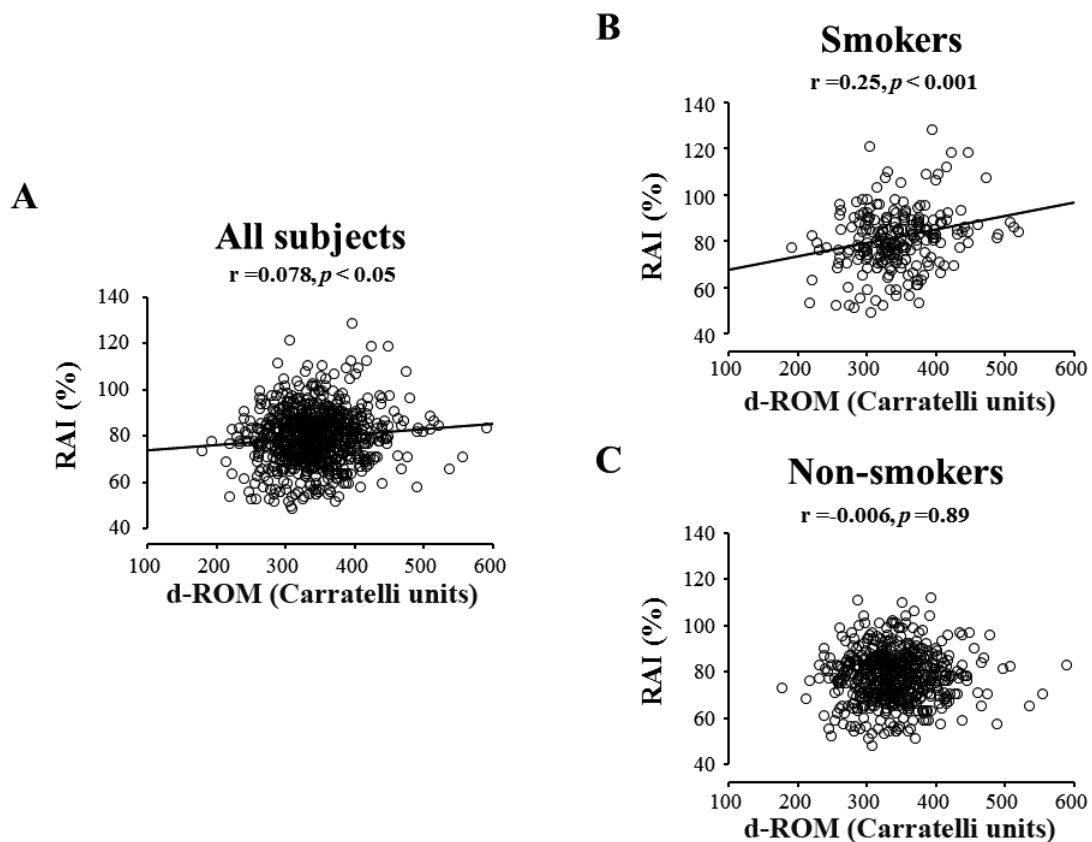 A
All subjects
r =0.078, p < 0.05
140
120
100
80
60
40
RAI (%)
100 200 300 400 500 600
d-ROM (Carratelli units)
B
Smokers
r =0.25, p < 0.001
140
120
100
80
60
40
RAI (%)
100 200 300 400 500 600
d-ROM (Carratelli units)
C
Non-smokers
r =-0.006, p =0.89
140
120
100
80
60
40
RAI (%)
100 200 300 400 500 600
d-ROM (Carratelli units)